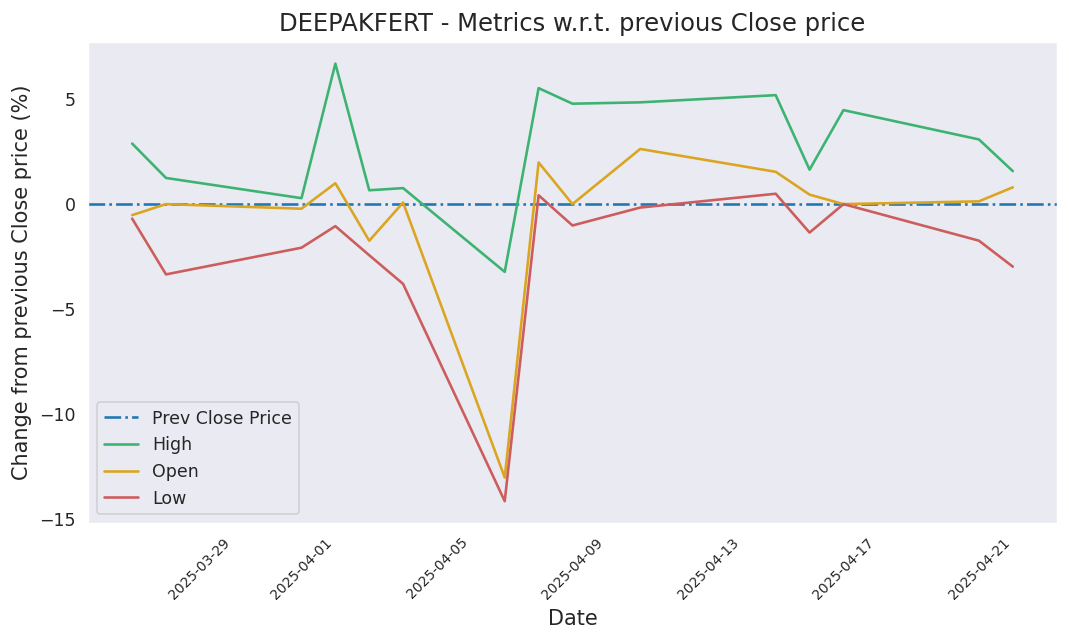 DEEPAKFERT - Metrics w.r.t. previous Close price
Change from previous Close price (%)
5
0
−5
−10
−15
Prev Close Price
High
Open
Low
2025-03-29
2025-04-01
2025-04-05
2025-04-09
2025-04-13
2025-04-17
2025-04-21
Date